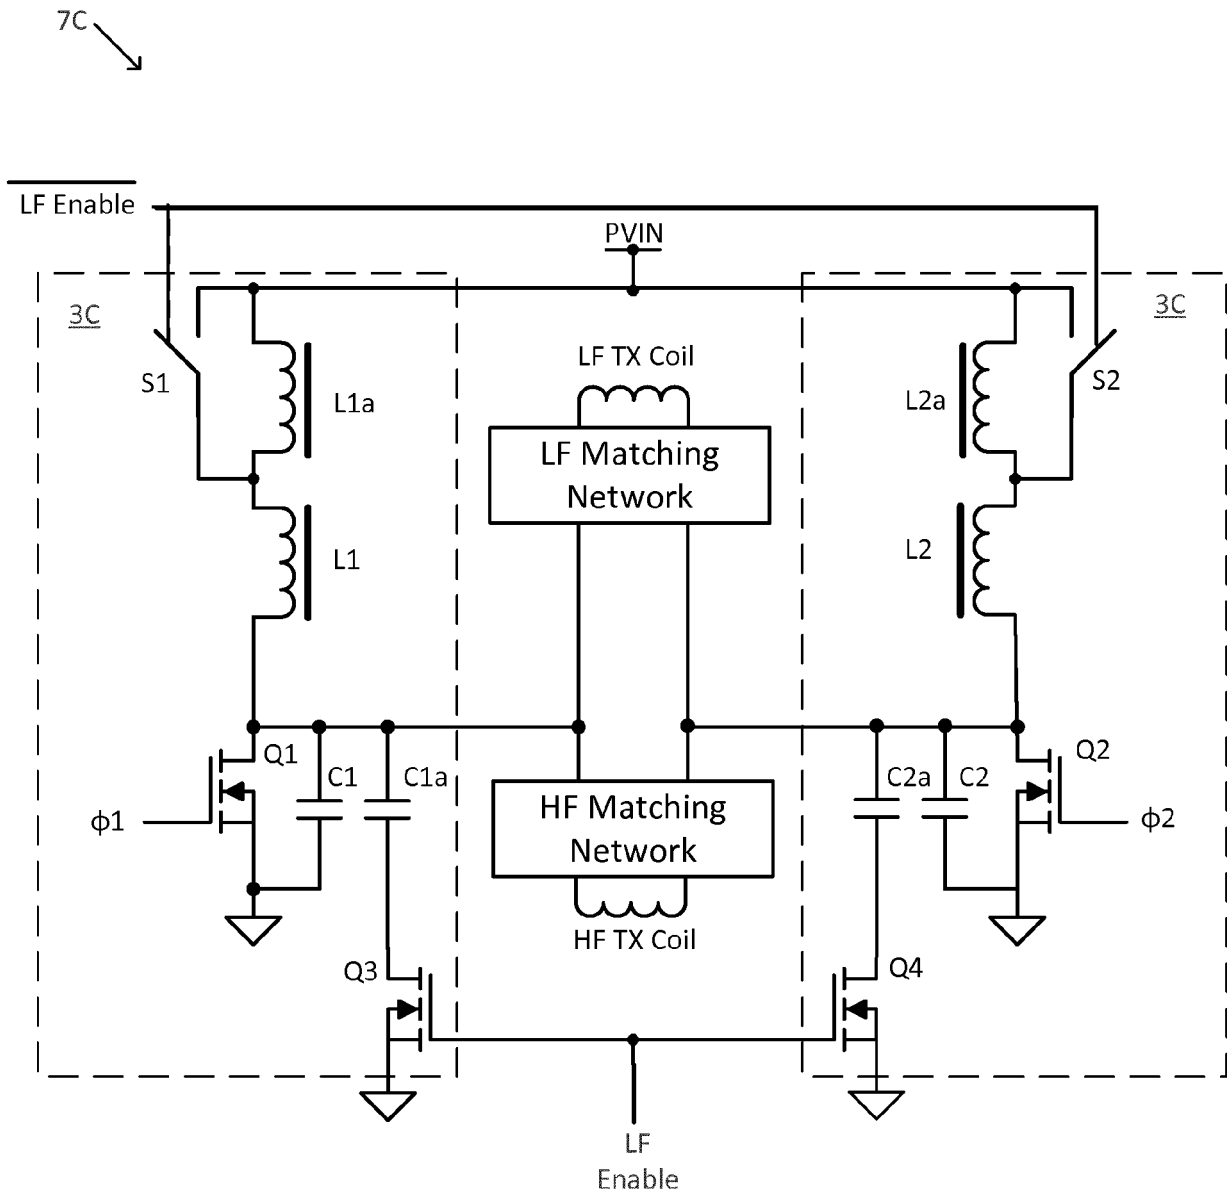 7C
LF Enable
PVIN
3C
3C
LF TX Coil
S1
S2
L1a
L2a
LF Matching
Network
L1
L2
Q1
Q2
C1
C1a
C2a
C2
HF Matching
Network
ϕ1
ϕ2
HF TX Coil
Q3
Q4
LF
Enable